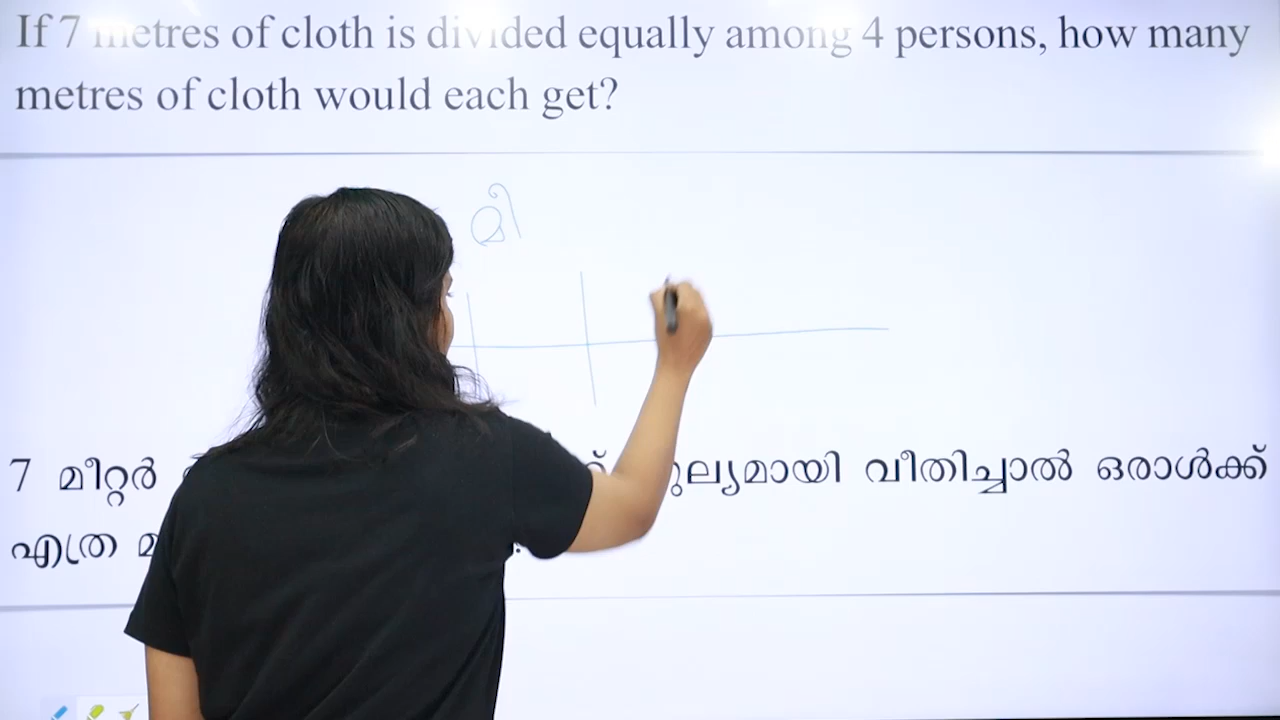 If 7 metres of cloth is divided equally among 4 persons, how many
metres of cloth would each get?
മീ
7 മീറ്റർ വീതിച്ചാൽ ഒരാൾക്ക്
എത്ര